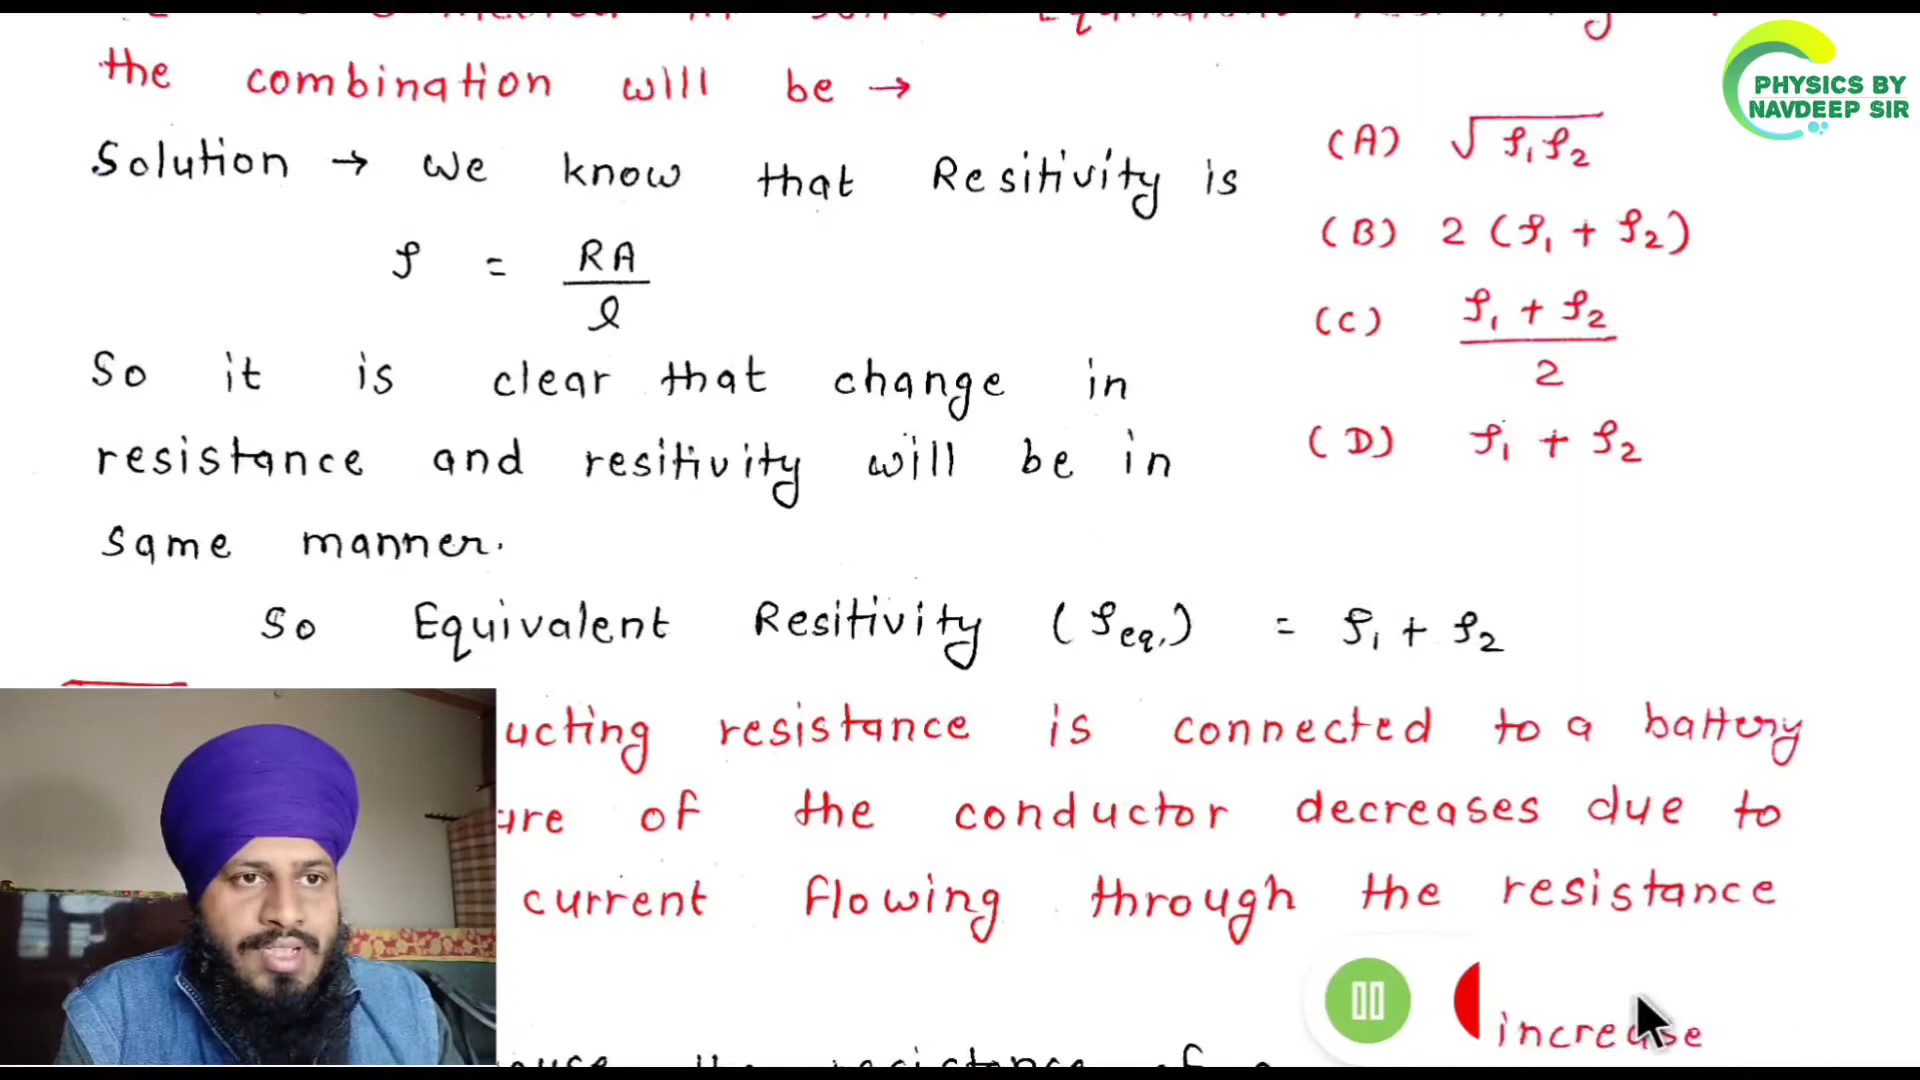 the combination will be →
Solution → we know that Resitivity is
ρ = RA / l
So it is clear that change in
resistance and resitivity will be in
same manner.
So Equivalent Resitivity (ρeq.) = ρ1 + ρ2
ucting resistance is connected to a battery
ure of the conductor decreases due to
current flowing through the resistance
increase
resistance of a
PHYSICS BY
NAVDEEP SIR
(A) √ρ1ρ2
(B) 2 (ρ1 + ρ2)
(C) ρ1 + ρ2 / 2
(D) ρ1 + ρ2